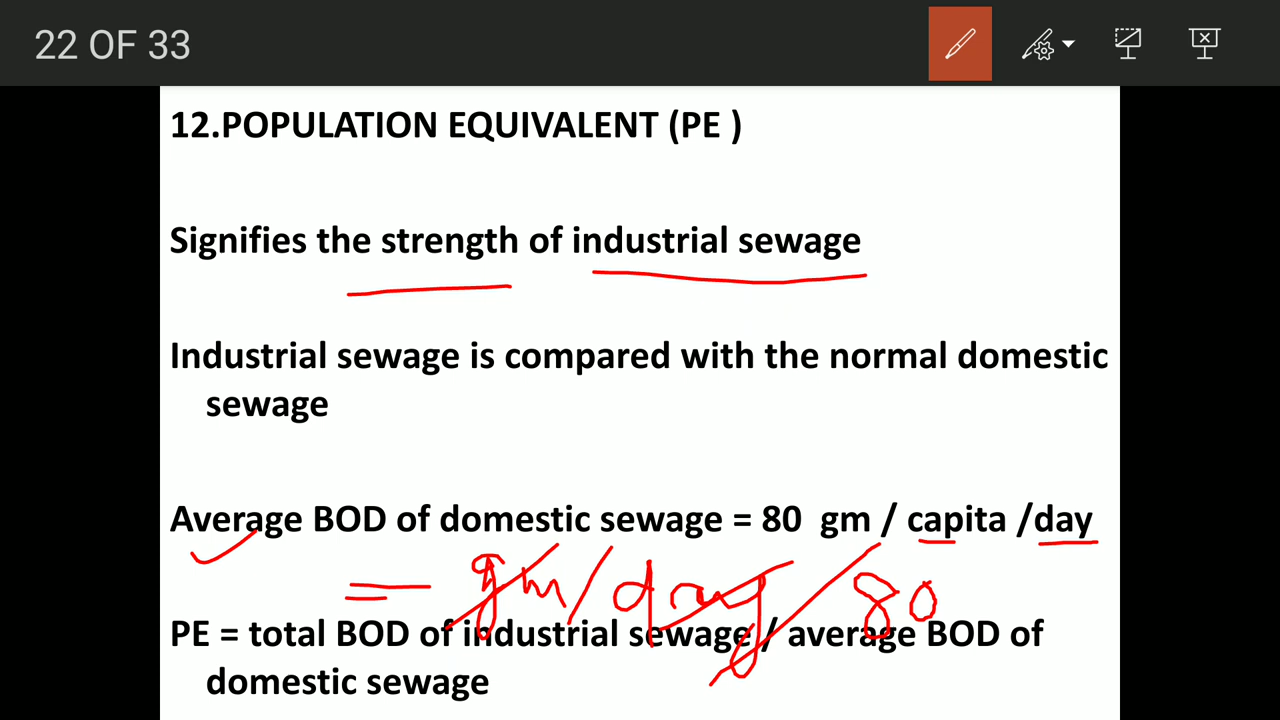 22 OF 33
12.POPULATION EQUIVALENT (PE )
Signifies the strength of industrial sewage
Industrial sewage is compared with the normal domestic
sewage
Average BOD of domestic sewage = 80 gm / capita /day
= gm/day/80
PE = total BOD of industrial sewage / average BOD of
domestic sewage